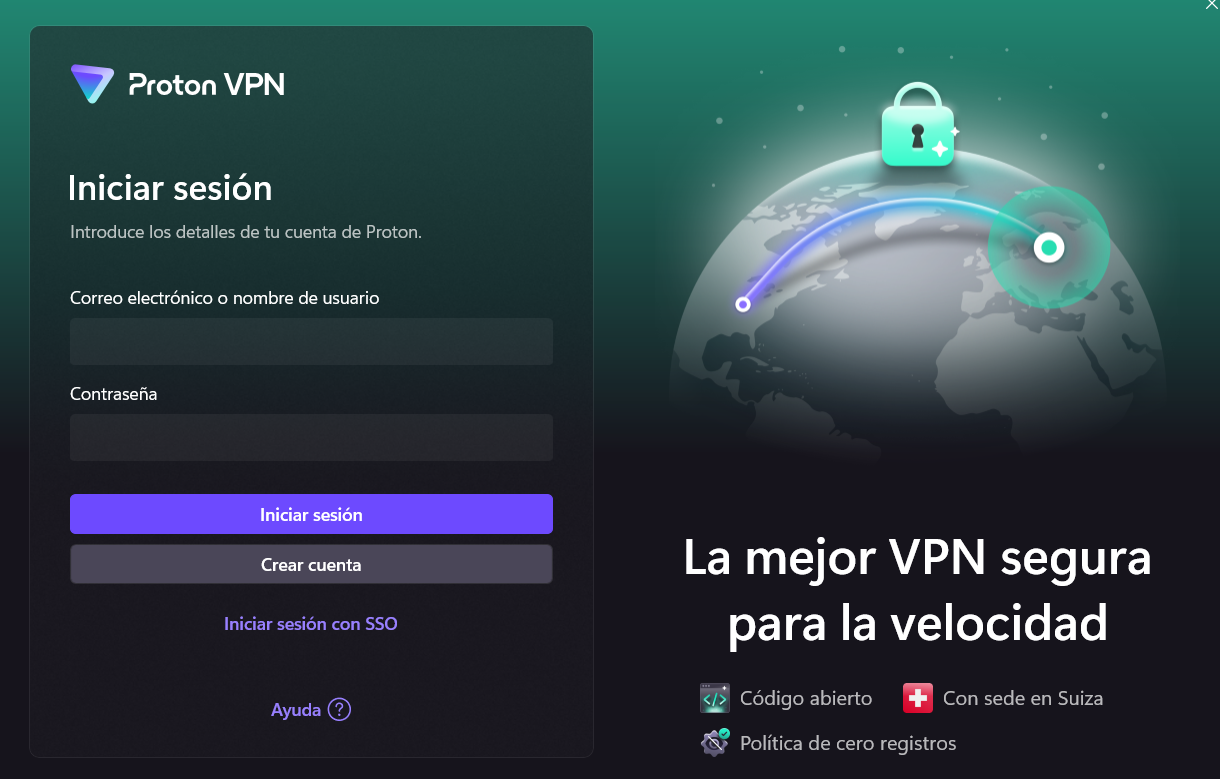 Proton VPN
Iniciar sesión
Introduce los detalles de tu cuenta de Proton.
Correo electrónico o nombre de usuario
Contraseña
Iniciar sesión
Crear cuenta
Iniciar sesión con SSO
Ayuda ?
La mejor VPN segura
para la velocidad
</> Código abierto
Con sede en Suiza
Política de cero registros